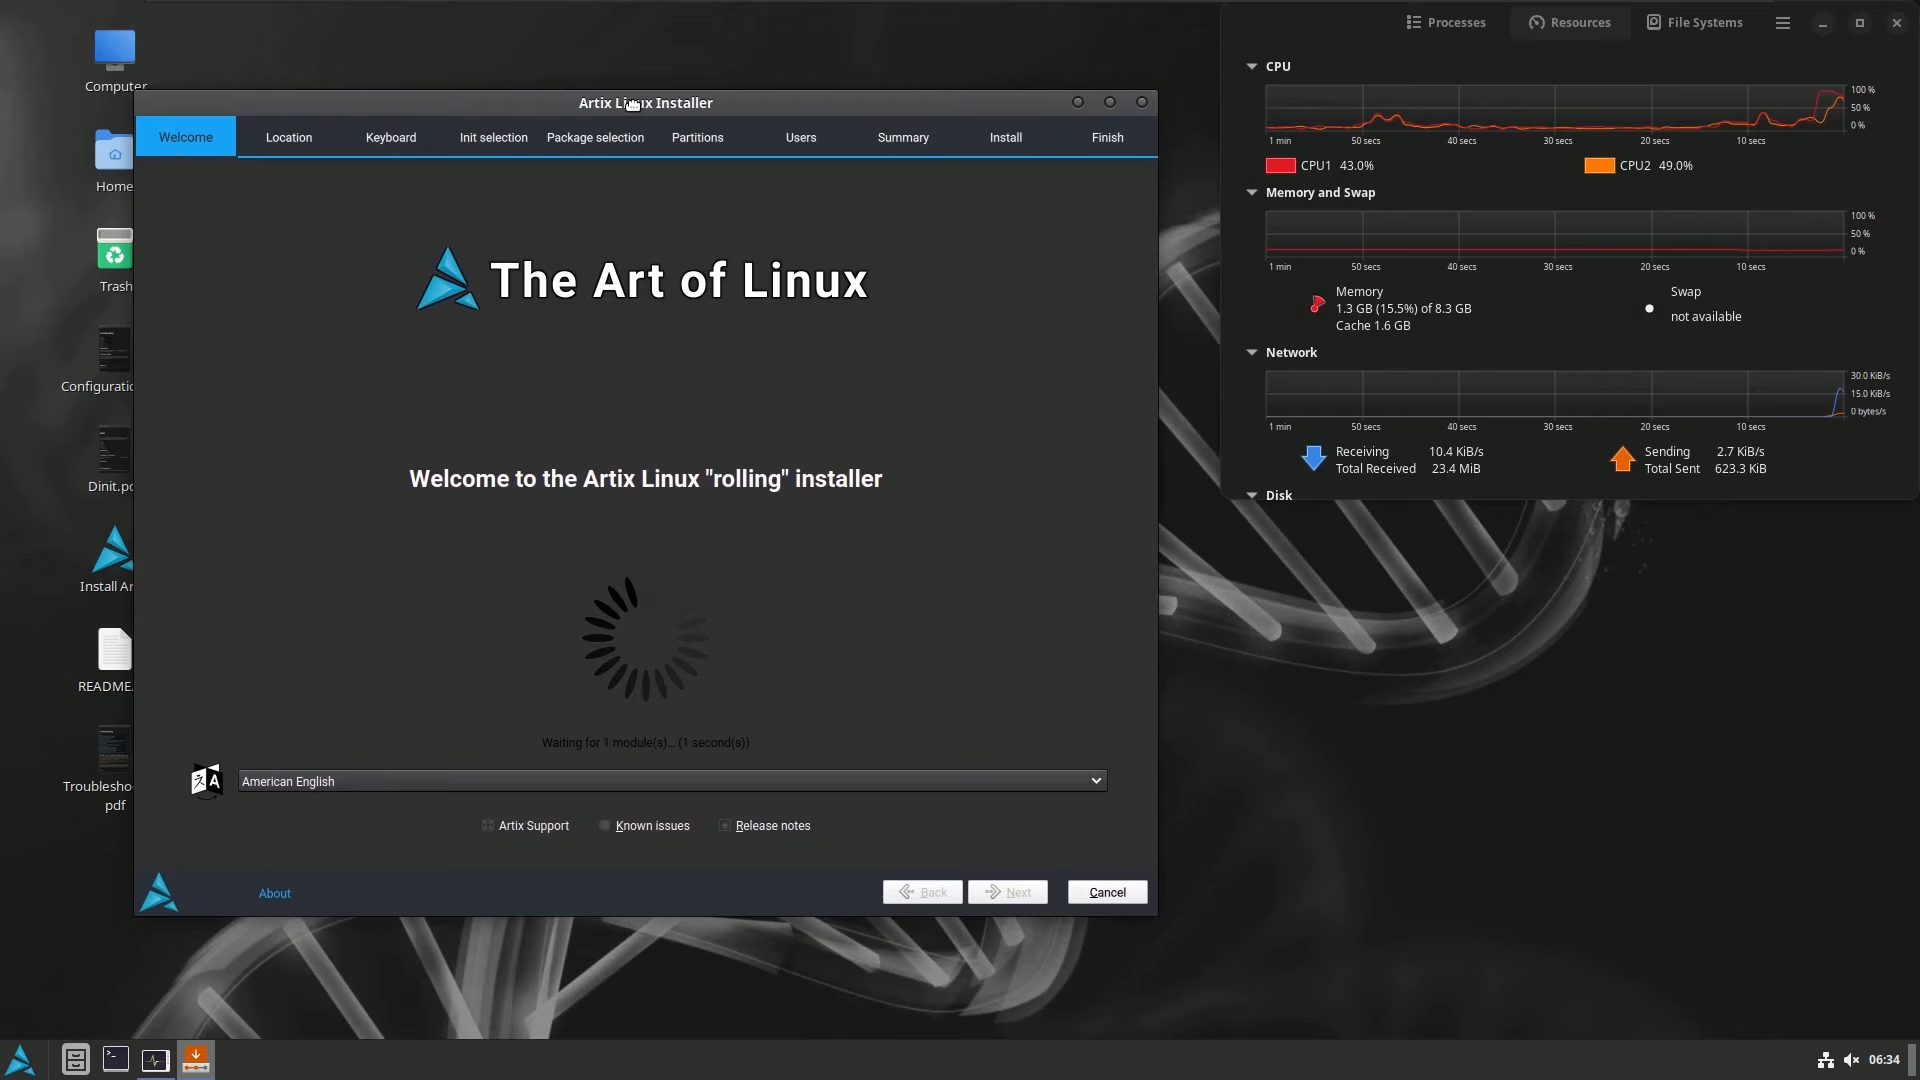 Computer
Home
Trash
Configuratio
Dinit.pd
Install Ar
README.
Troublesho
pdf
Artix Linux Installer
Welcome
Location
Keyboard
Init selection
Package selection
Partitions
Users
Summary
Install
Finish
The Art of Linux
Welcome to the Artix Linux "rolling" installer
Waiting for 1 module(s)... (1 second(s))
American English
Artix Support
Known issues
Release notes
About
Back
Next
Cancel
Processes
Resources
File Systems
CPU
100 %
50 %
0 %
1 min
50 secs
40 secs
30 secs
20 secs
10 secs
CPU1 43.0%
CPU2 49.0%
Memory and Swap
100 %
50 %
0 %
1 min
50 secs
40 secs
30 secs
20 secs
10 secs
Memory
1.3 GB (15.5%) of 8.3 GB
Cache 1.6 GB
Swap
not available
Network
30.0 KiB/s
15.0 KiB/s
0 bytes/s
1 min
50 secs
40 secs
30 secs
20 secs
10 secs
Receiving 10.4 KiB/s
Total Received 23.4 MiB
Sending 2.7 KiB/s
Total Sent 623.3 KiB
Disk
06:34